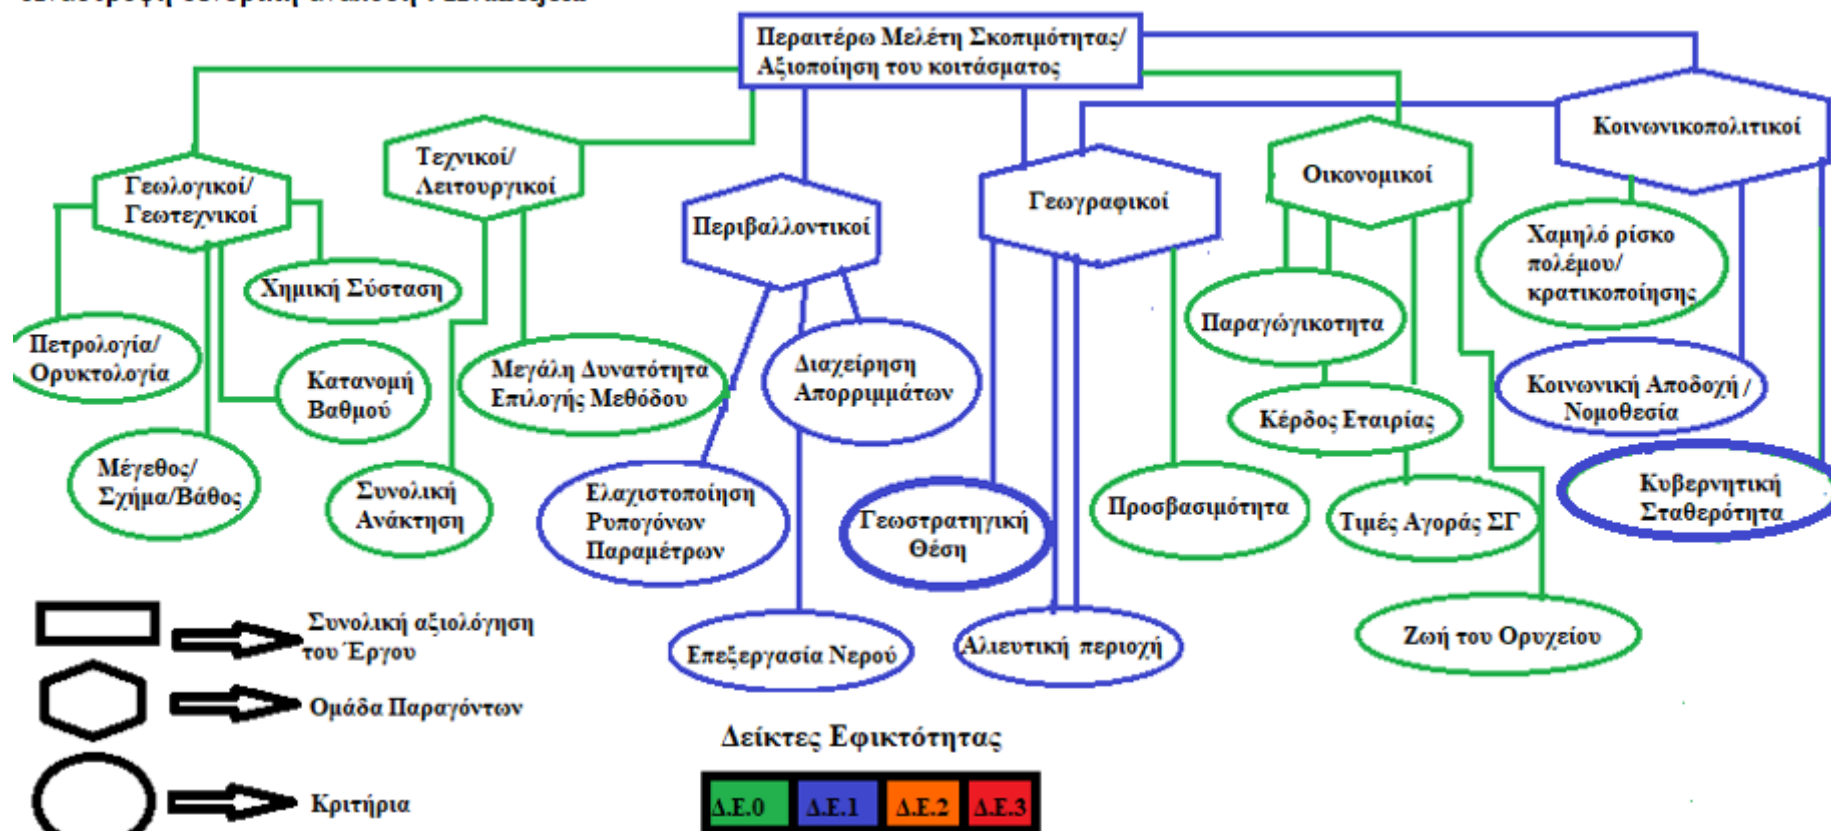 Περαιτέρω Μελέτη Σκοπιμότητας/
Αξιοποίηση του κοιτάσματος
Κοινωνικοπολιτικοί
Τεχνικοί/
Λειτουργικοί
Γεωλογικοί/
Γεωτεχνικοί
Οικονομικοί
Γεωγραφικοί
Περιβαλλοντικοί
Χαμηλό ρίσκο
πολέμου/
κρατικοποίησης
Χημική Σύσταση
Πετρολογία/
Ορυκτολογία
Παραγώγικοτητα
Κατανομή
Βαθμού
Μεγάλη Δυνατότητα
Επιλογής Μεθόδου
Διαχείρηση
Απορριμμάτων
Κοινωνική Αποδοχή /
Νομοθεσία
Κέρδος Εταιρίας
Μέγεθος/
Σχήμα/Βάθος
Συνολική
Ανάκτηση
Ελαχιστοποίηση
Ρυπογόνων
Παραμέτρων
Γεωστρατηγική
Θέση
Προσβασιμότητα
Τιμές Αγοράς ΣΓ
Κυβερνητική
Σταθερότητα
Επεξεργασία Νερού
Αλιευτική περιοχή
Ζωή του Ορυχείου
Συνολική αξιολόγηση
του Έργου
Ομάδα Παραγόντων
Κριτήρια
Δείκτες Εφικτότητας
Δ.Ε.0 Δ.Ε.1 Δ.Ε.2 Δ.Ε.3